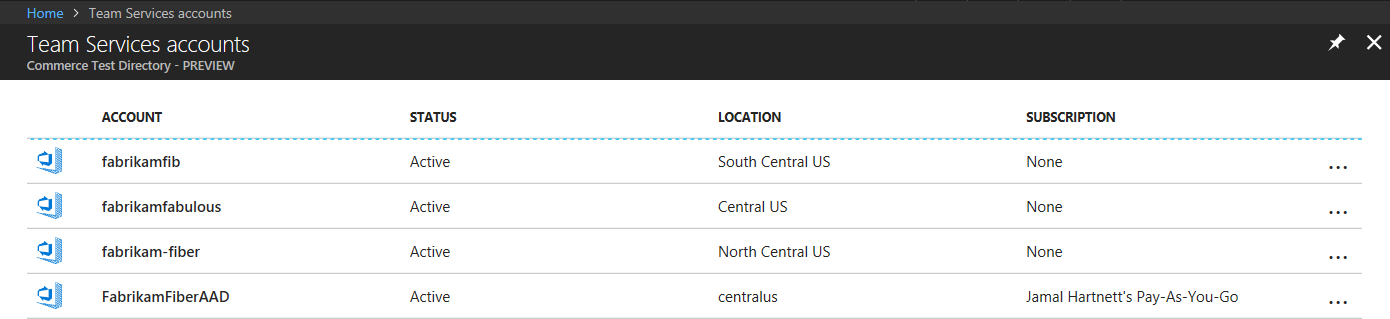 Home > Team Services accounts
Team Services accounts
Commerce Test Directory - PREVIEW
ACCOUNT STATUS LOCATION SUBSCRIPTION
fabrikamfib Active South Central US None ...
fabrikamfabulous Active Central US None ...
fabrikam-fiber Active North Central US None ...
FabrikamFiberAAD Active centralus Jamal Hartnett's Pay-As-You-Go ...